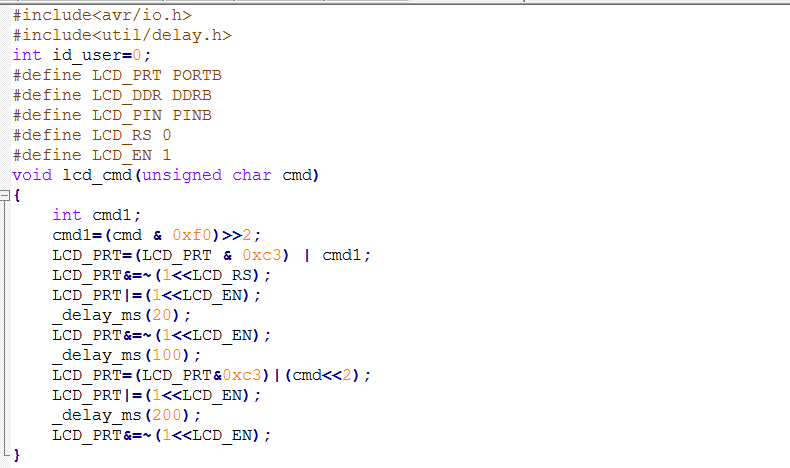 #include<avr/io.h>
#include<util/delay.h>
int id_user=0;
#define LCD_PRT PORTB
#define LCD_DDR DDRB
#define LCD_PIN PINB
#define LCD_RS 0
#define LCD_EN 1
void lcd_cmd(unsigned char cmd)
{
    int cmd1;
    cmd1=(cmd & 0xf0)>>2;
    LCD_PRT=(LCD_PRT & 0xc3) | cmd1;
    LCD_PRT&=~(1<<LCD_RS);
    LCD_PRT|=(1<<LCD_EN);
    _delay_ms(20);
    LCD_PRT&=~(1<<LCD_EN);
    _delay_ms(100);
    LCD_PRT=(LCD_PRT&0xc3)|(cmd<<2);
    LCD_PRT|=(1<<LCD_EN);
    _delay_ms(200);
    LCD_PRT&=~(1<<LCD_EN);
}